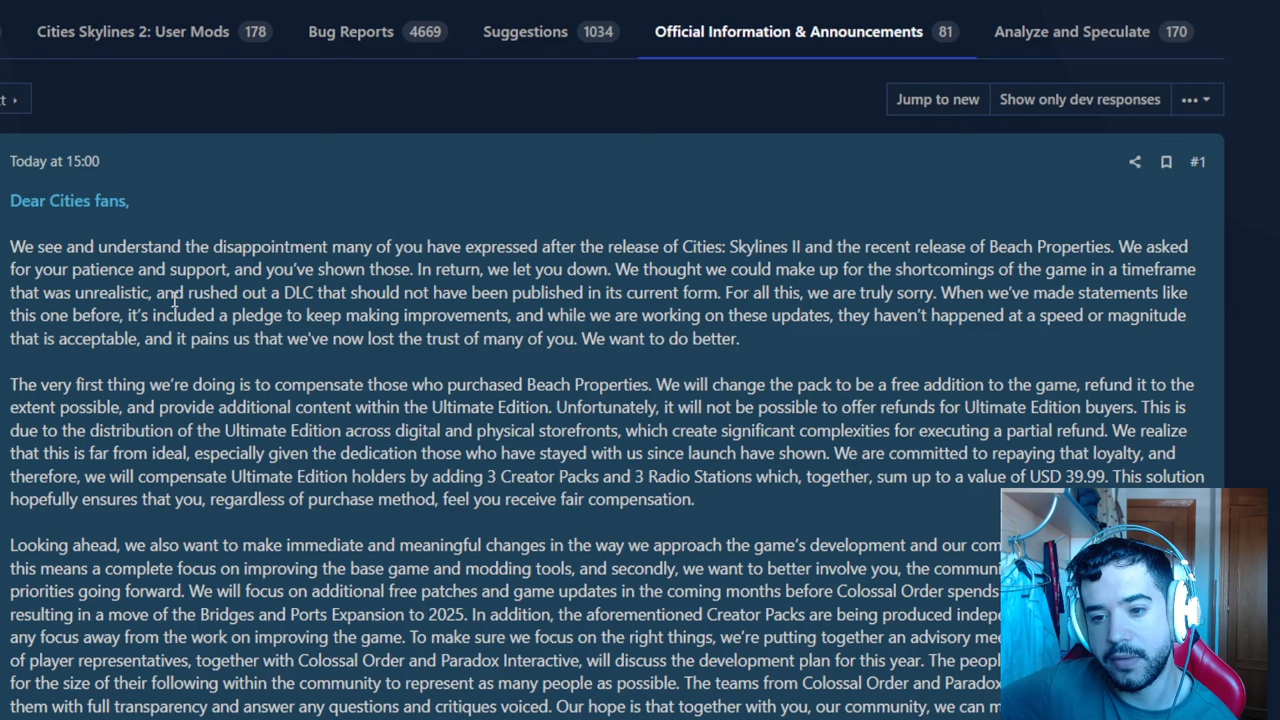 Cities Skylines 2: User Mods 178 Bug Reports 4669 Suggestions 1034 Official Information & Announcements 81 Analyze and Speculate 170
Jump to new Show only dev responses •••
Today at 15:00 #1
Dear Cities fans,
We see and understand the disappointment many of you have expressed after the release of Cities: Skylines II and the recent release of Beach Properties. We asked
for your patience and support, and you’ve shown those. In return, we let you down. We thought we could make up for the shortcomings of the game in a timeframe
that was unrealistic, and rushed out a DLC that should not have been published in its current form. For all this, we are truly sorry. When we’ve made statements like
this one before, it’s included a pledge to keep making improvements, and while we are working on these updates, they haven’t happened at a speed or magnitude
that is acceptable, and it pains us that we've now lost the trust of many of you. We want to do better.
The very first thing we’re doing is to compensate those who purchased Beach Properties. We will change the pack to be a free addition to the game, refund it to the
extent possible, and provide additional content within the Ultimate Edition. Unfortunately, it will not be possible to offer refunds for Ultimate Edition buyers. This is
due to the distribution of the Ultimate Edition across digital and physical storefronts, which create significant complexities for executing a partial refund. We realize
that this is far from ideal, especially given the dedication those who have stayed with us since launch have shown. We are committed to repaying that loyalty, and
therefore, we will compensate Ultimate Edition holders by adding 3 Creator Packs and 3 Radio Stations which, together, sum up to a value of USD 39.99. This solution
hopefully ensures that you, regardless of purchase method, feel you receive fair compensation.
Looking ahead, we also want to make immediate and meaningful changes in the way we approach the game’s development and our com
this means a complete focus on improving the base game and modding tools, and secondly, we want to better involve you, the communi
priorities going forward. We will focus on additional free patches and game updates in the coming months before Colossal Order spends
resulting in a move of the Bridges and Ports Expansion to 2025. In addition, the aforementioned Creator Packs are being produced indepe
any focus away from the work on improving the game. To make sure we focus on the right things, we’re putting together an advisory mee
of player representatives, together with Colossal Order and Paradox Interactive, will discuss the development plan for this year. The peopl
for the size of their following within the community to represent as many people as possible. The teams from Colossal Order and Paradox
them with full transparency and answer any questions and critiques voiced. Our hope is that together with you, our community, we can m